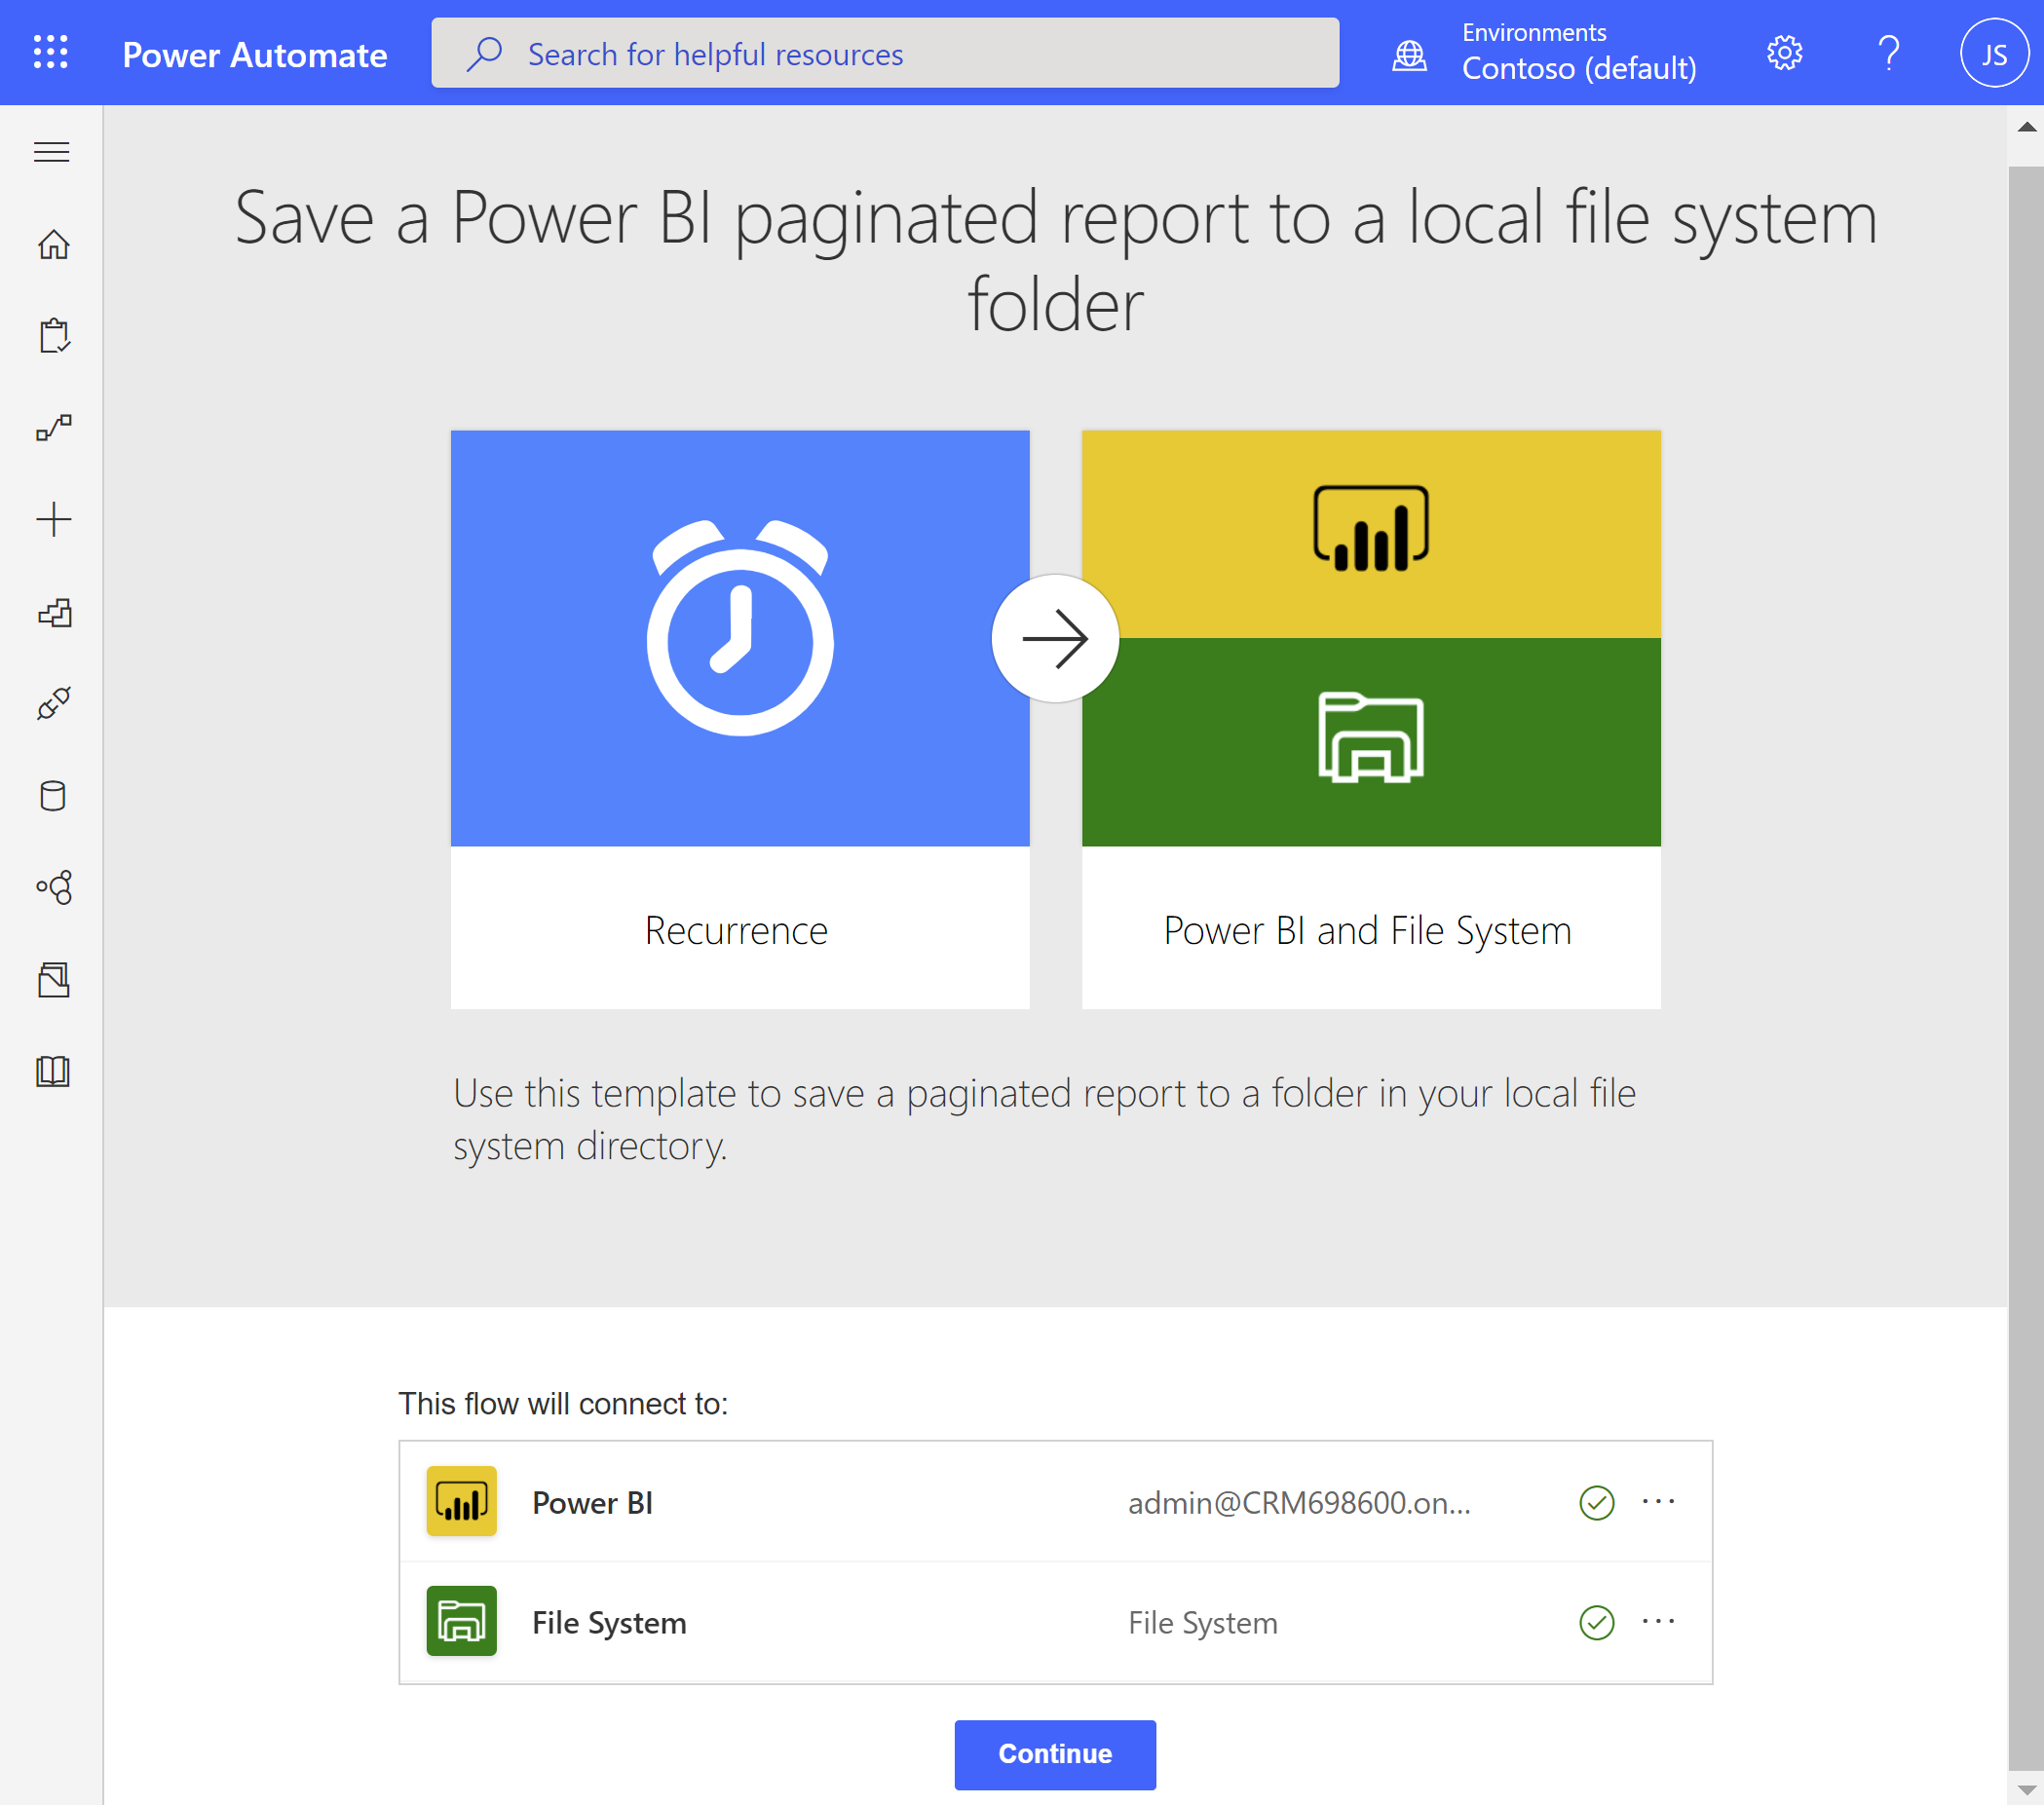 Power Automate
Search for helpful resources
Environments
Contoso (default)
JS
Save a Power BI paginated report to a local file system
folder
Recurrence
Power BI and File System
Use this template to save a paginated report to a folder in your local file
system directory.
This flow will connect to:
Power BI
admin@CRM698600.on...
File System
File System
Continue